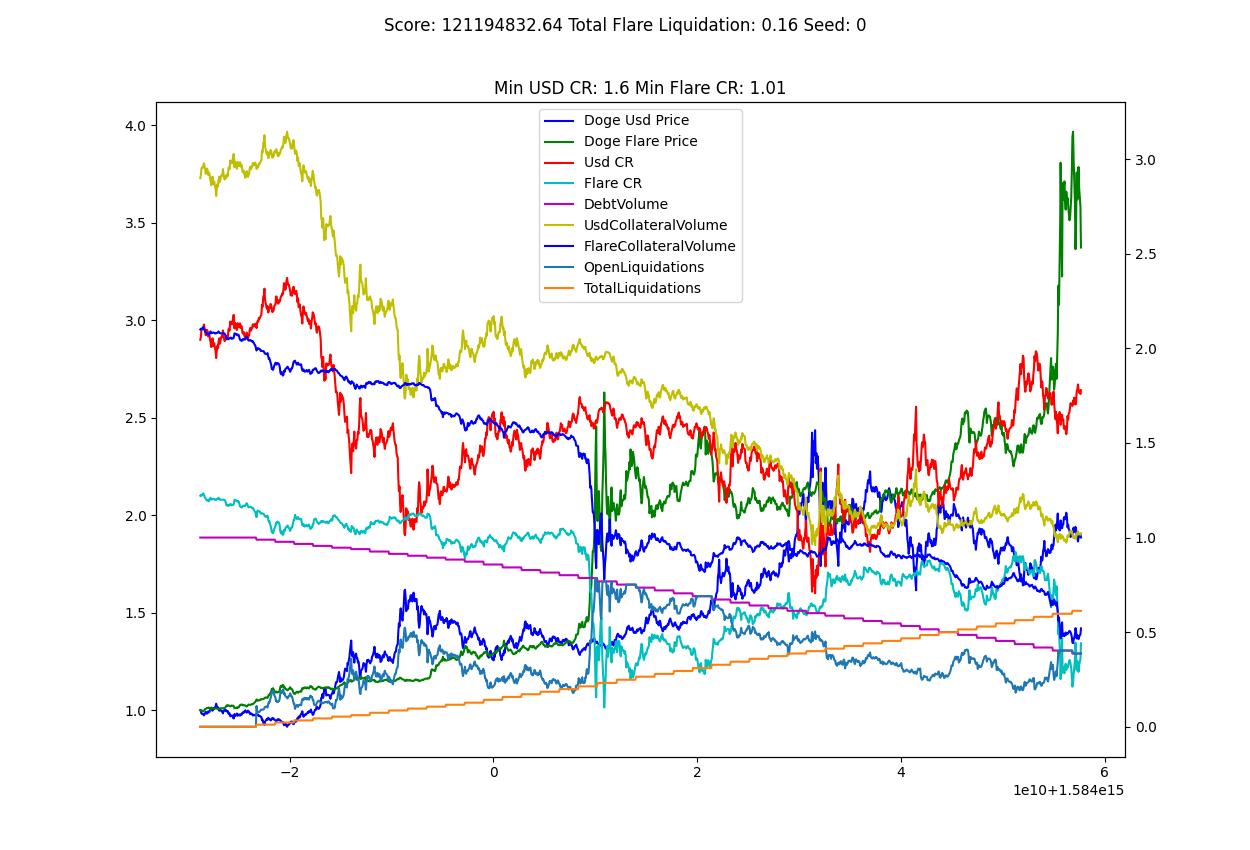 Score: 121194832.64 Total Flare Liquidation: 0.16 Seed: 0
Min USD CR: 1.6 Min Flare CR: 1.01
Doge Usd Price
Doge Flare Price
Usd CR
Flare CR
DebtVolume
UsdCollateralVolume
FlareCollateralVolume
OpenLiquidations
TotalLiquidations
4.0
3.5
3.0
2.5
2.0
1.5
1.0
3.0
2.5
2.0
1.5
1.0
0.5
0.0
−2 0 2 4 6
1e10+1.584e15